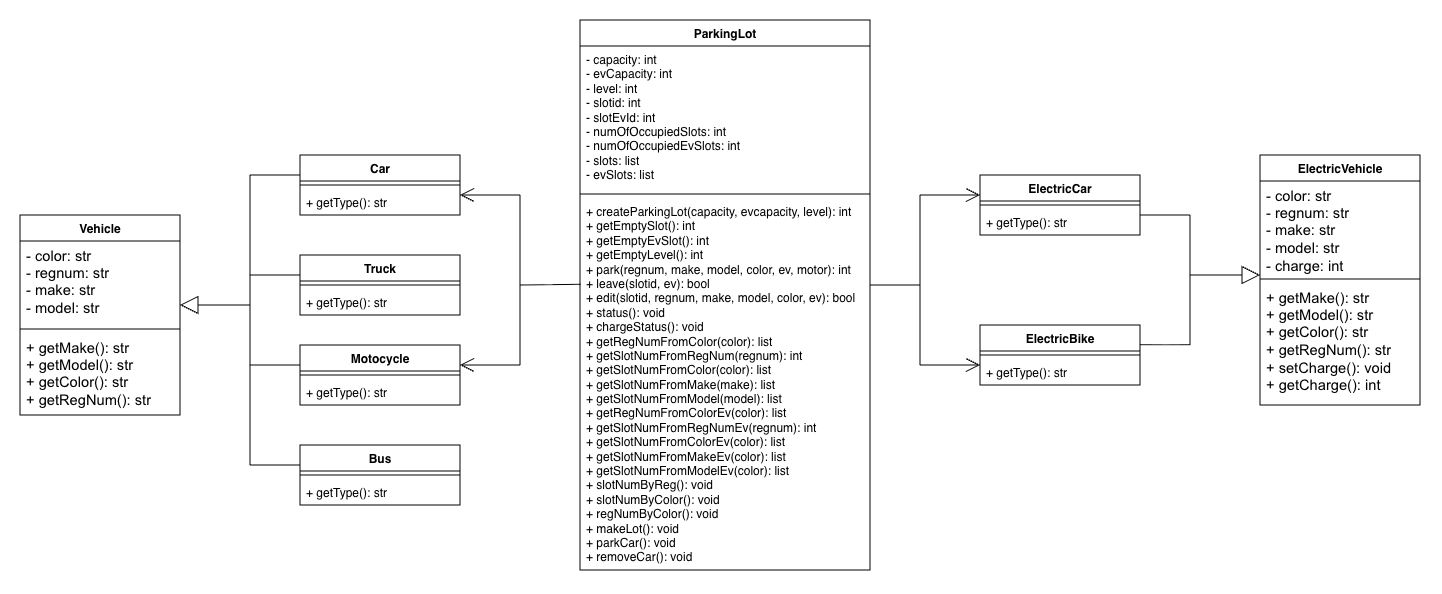 Vehicle
- color: str
- regnum: str
- make: str
- model: str
+ getMake(): str
+ getModel(): str
+ getColor(): str
+ getRegNum(): str
Car
+ getType(): str
Truck
+ getType(): str
Motocycle
+ getType(): str
Bus
+ getType(): str
ParkingLot
- capacity: int
- evCapacity: int
- level: int
- slotid: int
- slotEvId: int
- numOfOccupiedSlots: int
- numOfOccupiedEvSlots: int
- slots: list
- evSlots: list
+ createParkingLot(capacity, evcapacity, level): int
+ getEmptySlot(): int
+ getEmptyEvSlot(): int
+ getEmptyLevel(): int
+ park(regnum, make, model, color, ev, motor): int
+ leave(slotid, ev): bool
+ edit(slotid, regnum, make, model, color, ev): bool
+ status(): void
+ chargeStatus(): void
+ getRegNumFromColor(color): list
+ getSlotNumFromRegNum(regnum): int
+ getSlotNumFromColor(color): list
+ getSlotNumFromMake(make): list
+ getSlotNumFromModel(model): list
+ getRegNumFromColorEv(color): list
+ getSlotNumFromRegNumEv(regnum): int
+ getSlotNumFromColorEv(color): list
+ getSlotNumFromMakeEv(color): list
+ getSlotNumFromModelEv(color): list
+ slotNumByReg(): void
+ slotNumByColor(): void
+ regNumByColor(): void
+ makeLot(): void
+ parkCar(): void
+ removeCar(): void
ElectricCar
+ getType(): str
ElectricBike
+ getType(): str
ElectricVehicle
- color: str
- regnum: str
- make: str
- model: str
- charge: int
+ getMake(): str
+ getModel(): str
+ getColor(): str
+ getRegNum(): str
+ setCharge(): void
+ getCharge(): int